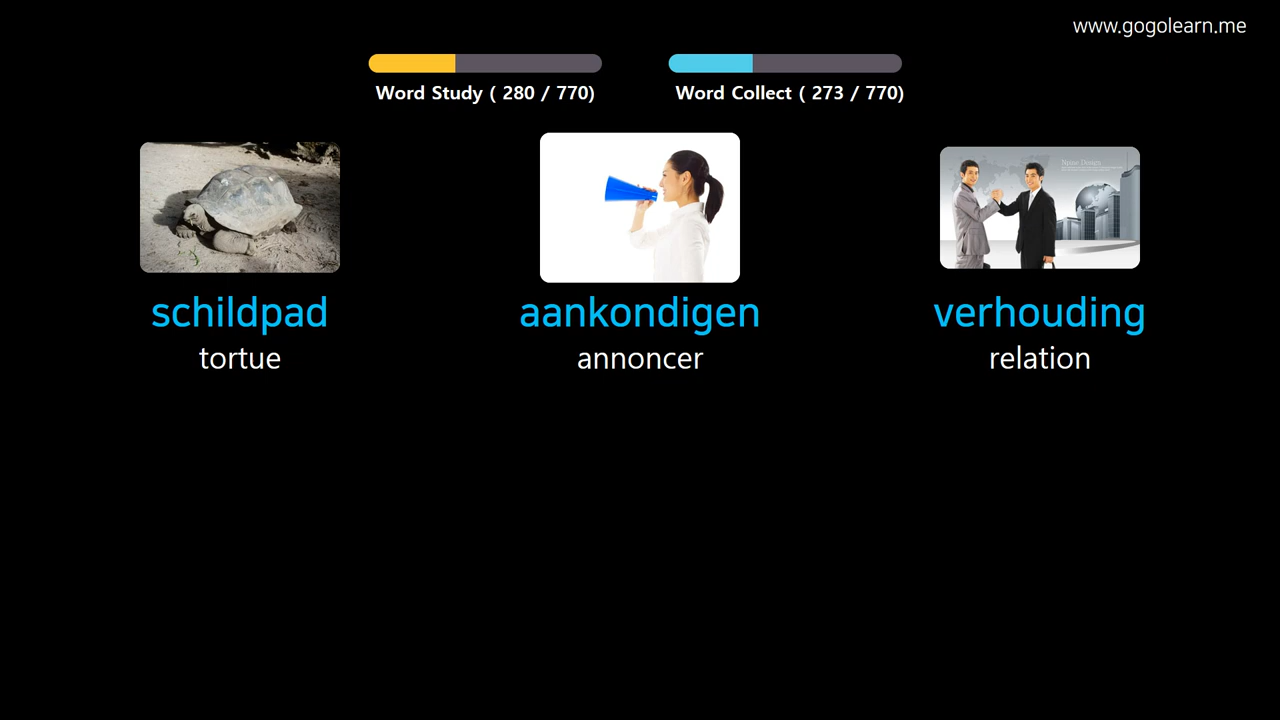 www.gogolearn.me
Word Study ( 280 / 770)
Word Collect ( 273 / 770)
schildpad
aankondigen
verhouding
tortue
annoncer
relation